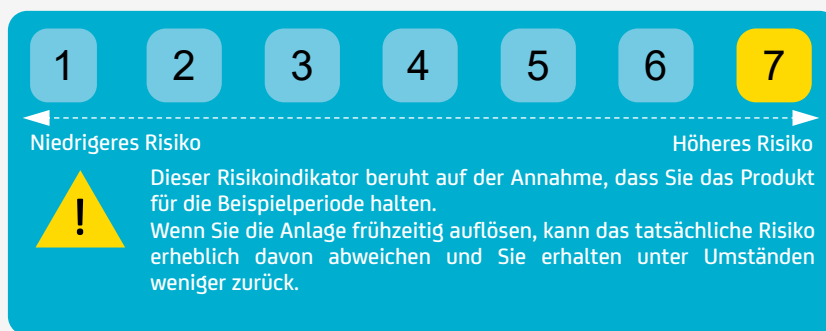 1 2 3 4 5 6 7
Niedrigeres Risiko Höheres Risiko
!
Dieser Risikoindikator beruht auf der Annahme, dass Sie das Produkt
für die Beispielperiode halten.
Wenn Sie die Anlage frühzeitig auflösen, kann das tatsächliche Risiko
erheblich davon abweichen und Sie erhalten unter Umständen
weniger zurück.